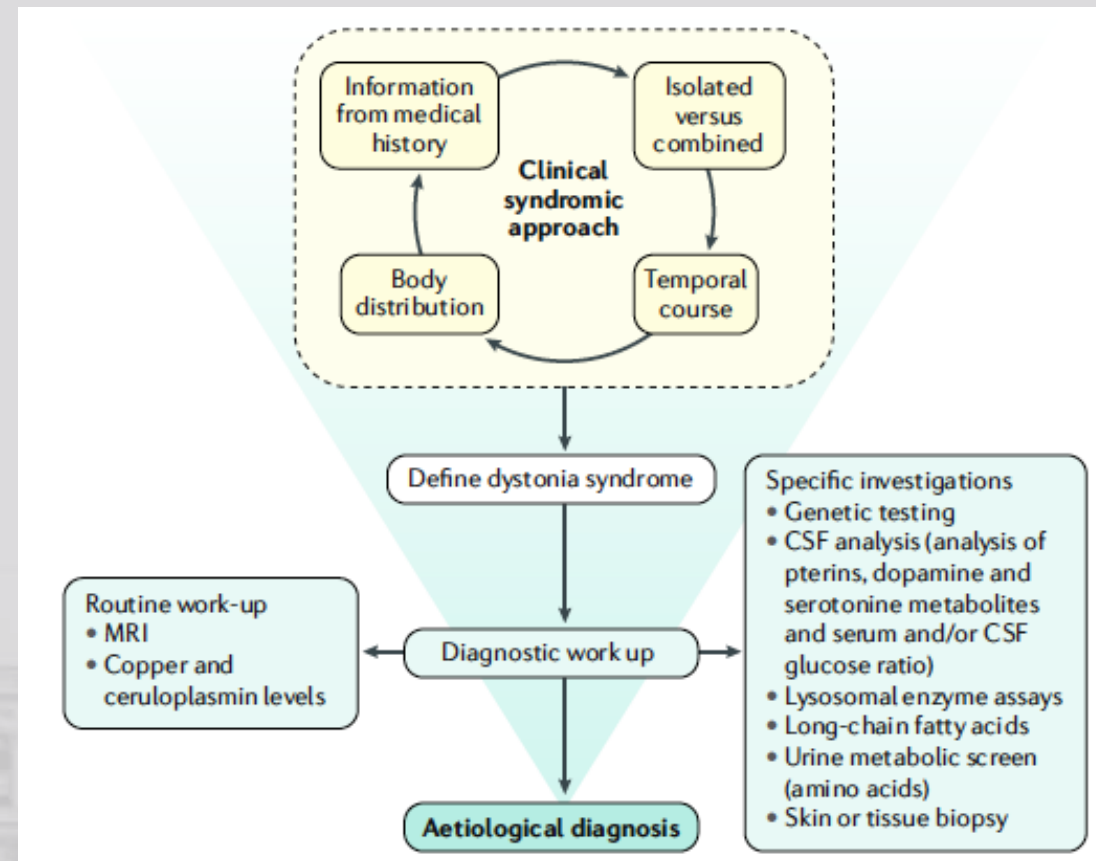 Information
from medical
history
Isolated
versus
combined
Clinical
syndromic
approach
Body
distribution
Temporal
course
Define dystonia syndrome
Routine work-up
• MRI
• Copper and
ceruloplasmin levels
Diagnostic work up
Specific investigations
• Genetic testing
• CSF analysis (analysis of
pterins, dopamine and
serotonine metabolites
and serum and/or CSF
glucose ratio)
• Lysosomal enzyme assays
• Long-chain fatty acids
• Urine metabolic screen
(amino acids)
• Skin or tissue biopsy
Aetiological diagnosis